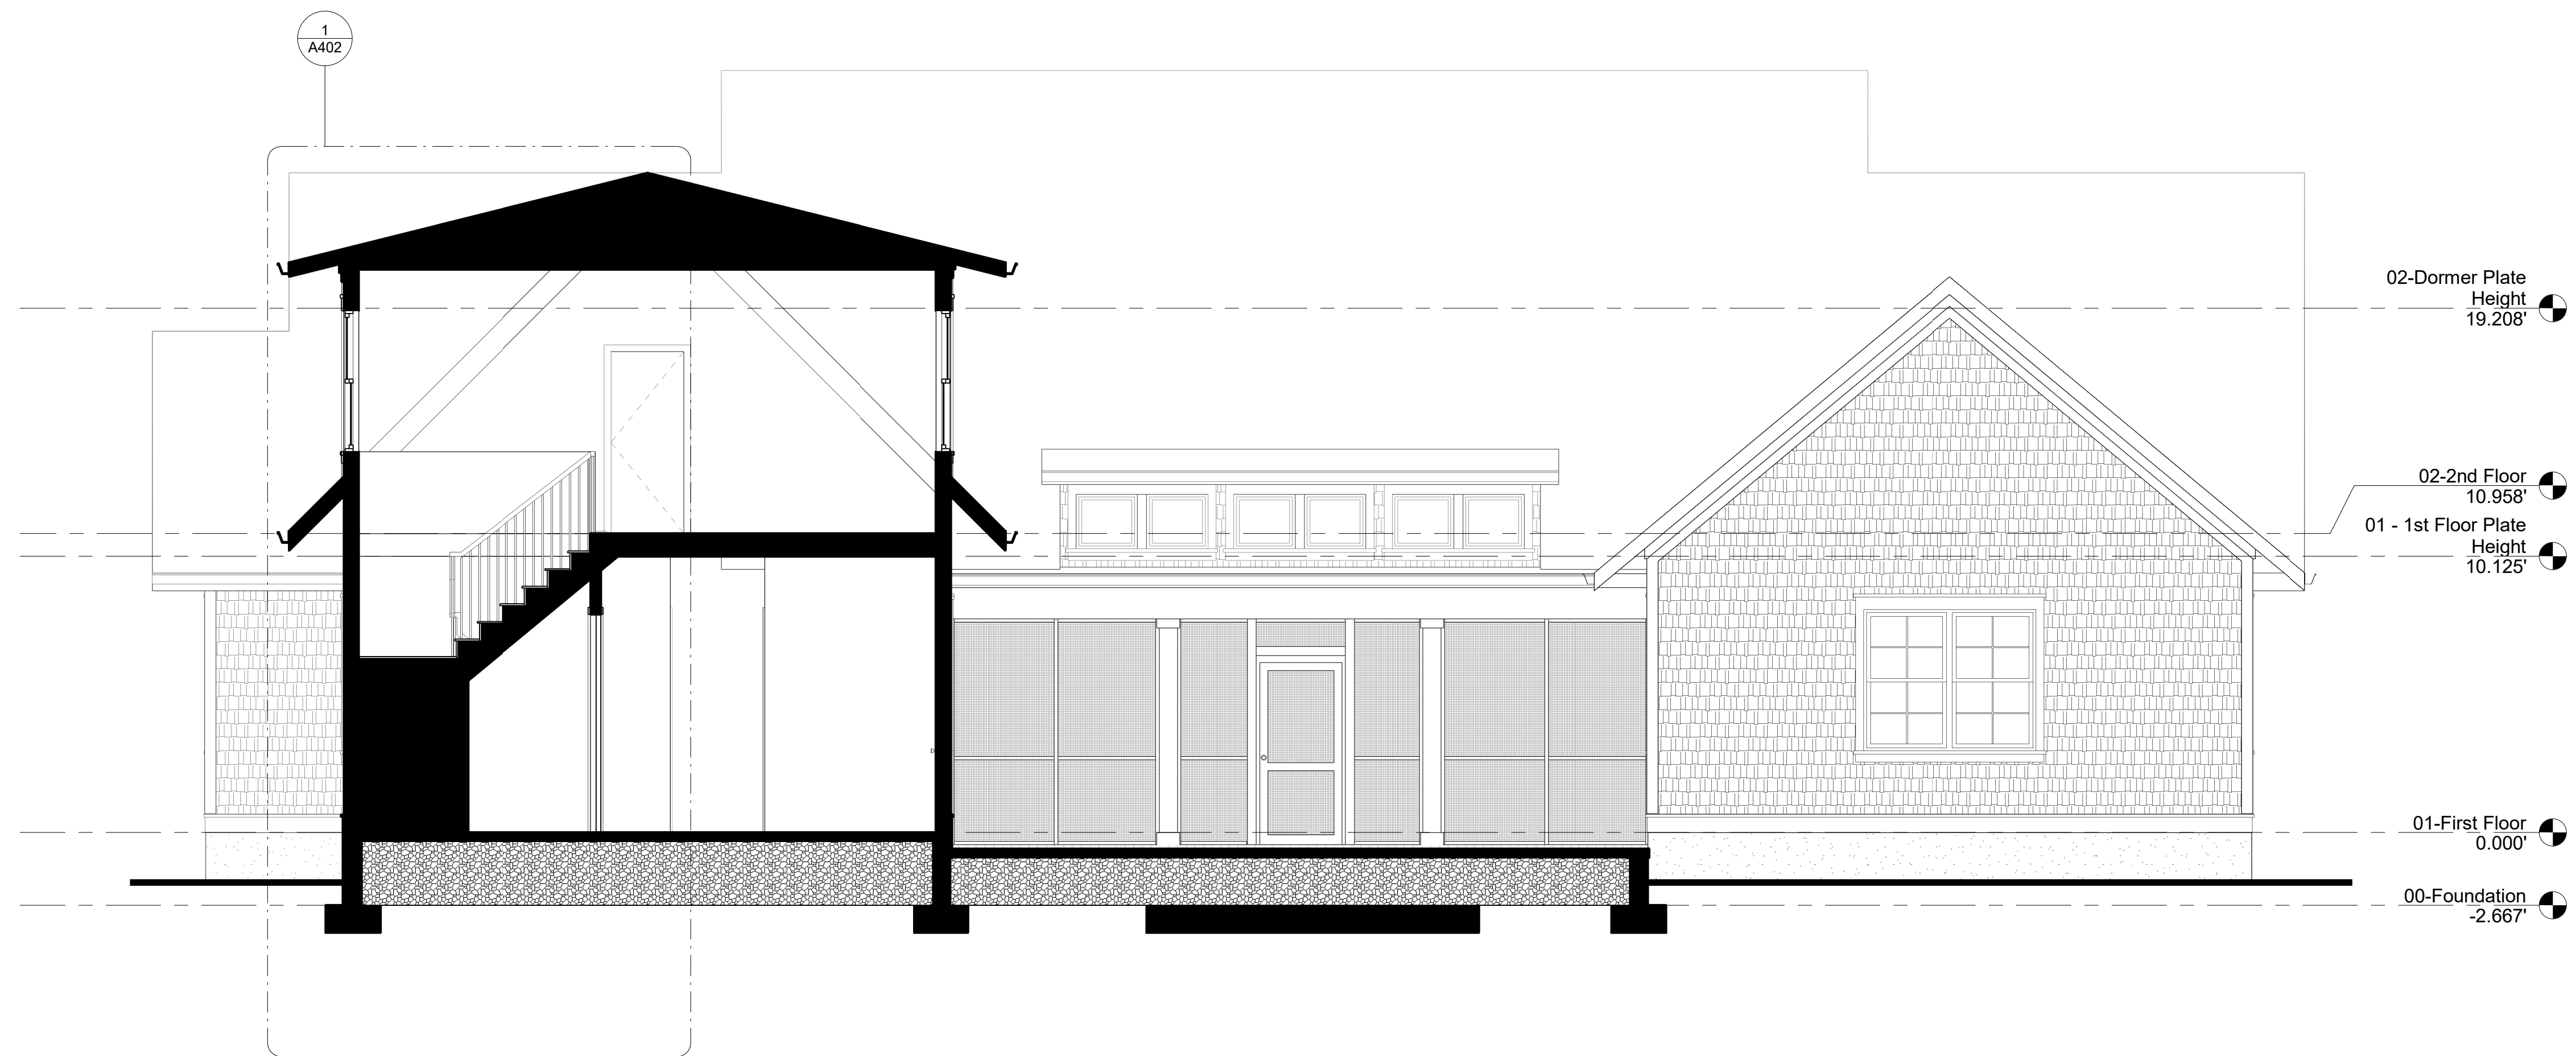 1
A402
02-Dormer Plate
Height
19.208'
02-2nd Floor
10.958'
01 - 1st Floor Plate
Height
10.125'
01-First Floor
0.000'
00-Foundation
-2.667'